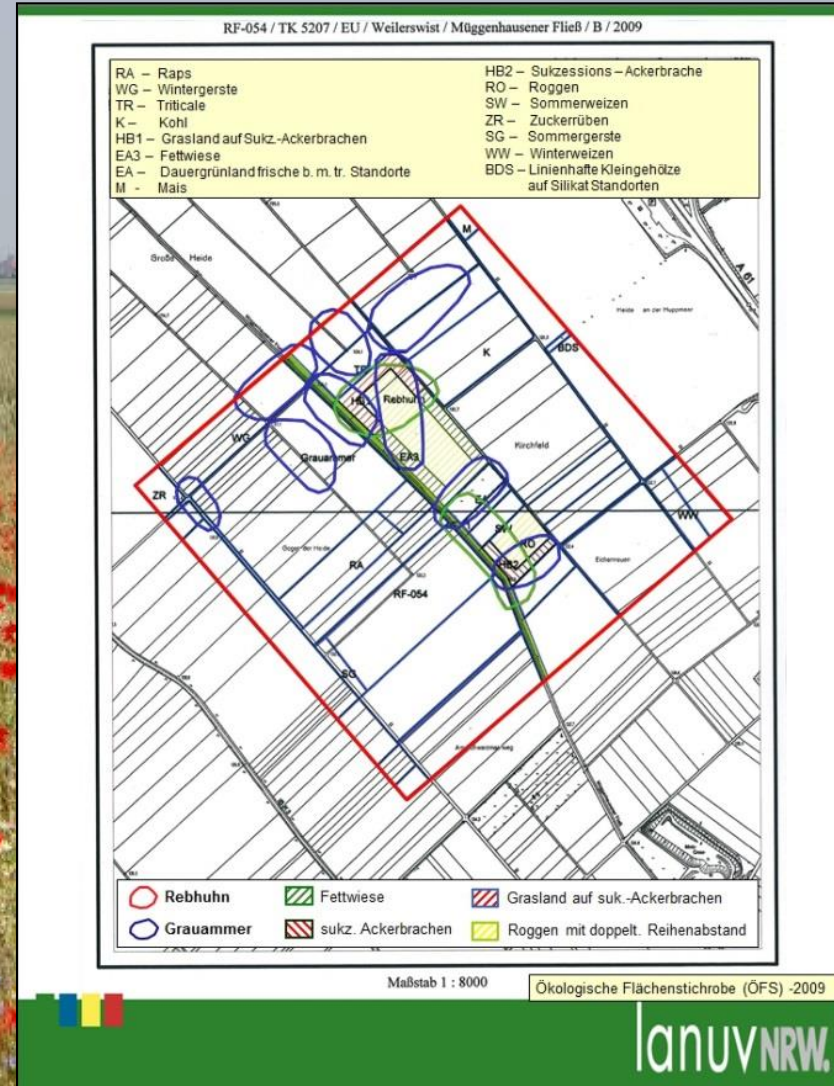 RF-054 / TK 5207 / EU / Weilerswist / Müggenhausener Fließ / B / 2009
RA – Raps
WG – Wintergerste
TR – Triticale
K – Kohl
HB1 – Grasland auf Sukz.-Ackerbrachen
EA3 – Fettwiese
EA – Dauergrünland frische b. m. tr. Standorte
M - Mais
HB2 – Sukzessions – Ackerbrache
RO – Roggen
SW – Sommerweizen
ZR – Zuckerrüben
SG – Sommergerste
WW – Winterweizen
BDS – Linienhafte Kleingehölze
auf Silikat Standorten
M
Große Heide
A 61
BDS
K
Rebhuhn
Kirchfeld
WG
Grauammer
EA3
ZR
WW
SW
RO
RA
HB2
RF-054
SG
Rebhuhn
Fettwiese
Grasland auf suk.-Ackerbrachen
Grauammer
sukz. Ackerbrachen
Roggen mit doppelt. Reihenabstand
Maßstab 1 : 8000
Ökologische Flächenstichrobe (ÖFS) -2009
lanuv NRW.